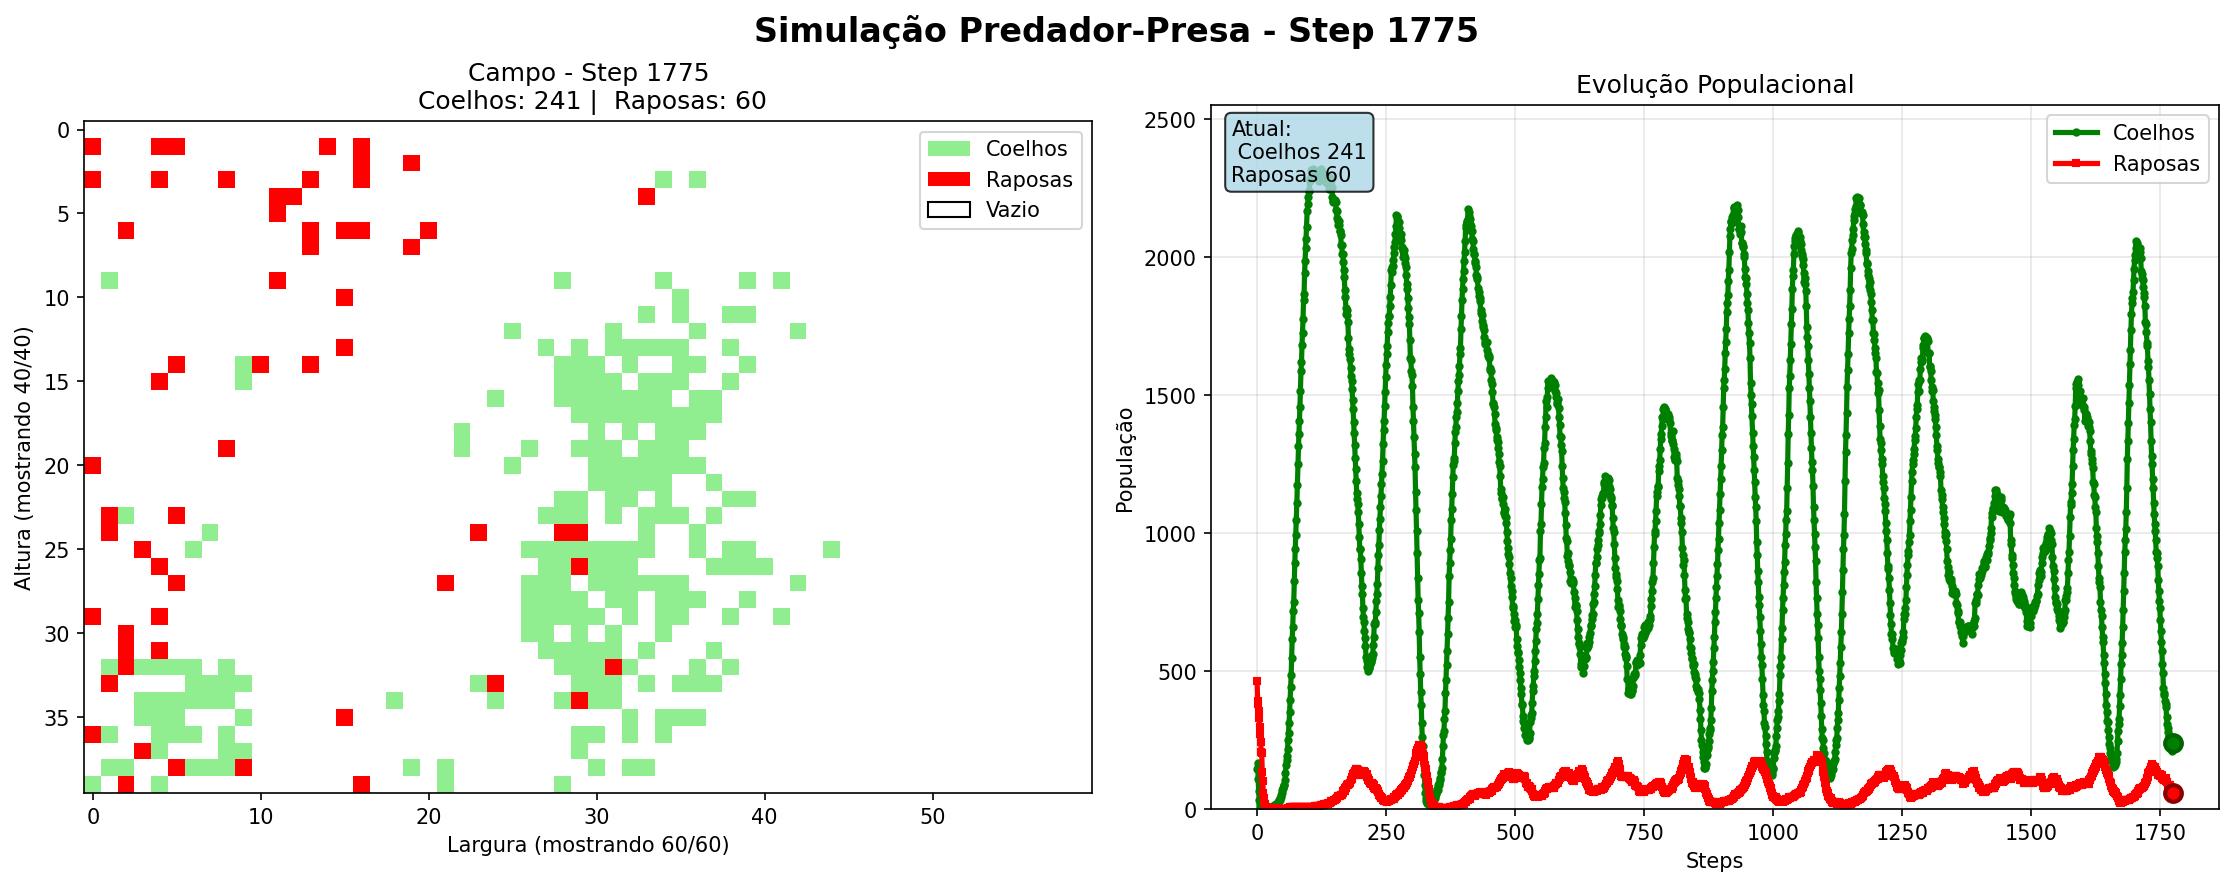 Simulação Predador-Presa - Step 1775
Campo - Step 1775
Coelhos: 241 |  Raposas: 60
Coelhos
Raposas
Vazio
0
5
10
15
20
25
30
35
Altura (mostrando 40/40)
0
10
20
30
40
50
Largura (mostrando 60/60)
Evolução Populacional
Atual:
Coelhos 241
Raposas 60
Coelhos
Raposas
2500
2000
1500
1000
500
0
População
0
250
500
750
1000
1250
1500
1750
Steps